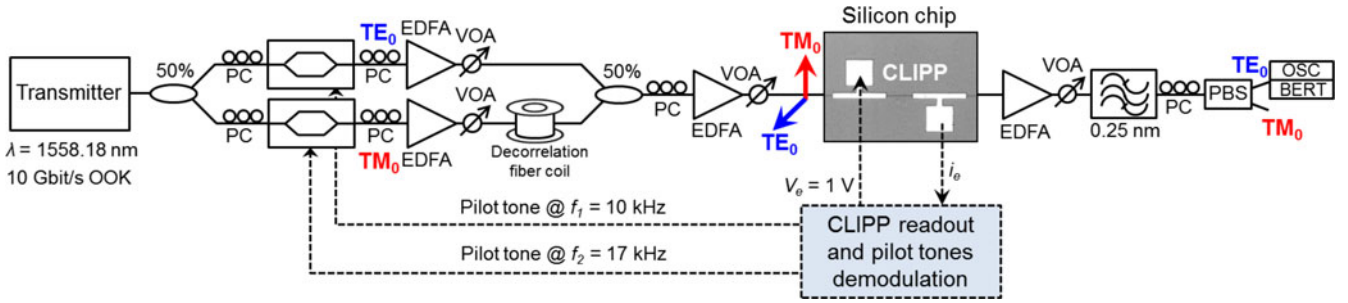 Silicon chip
Transmitter
λ = 1558.18 nm
10 Gbit/s OOK
50%
PC
TE0
PC
EDFA
VOA
PC
TM0
PC
EDFA
VOA
Decorrelation
fiber coil
50%
PC
EDFA
VOA
TM0
TE0
CLIPP
EDFA
VOA
0.25 nm
PC
PBS
TE0
OSC
BERT
TM0
Ve = 1 V
ie
Pilot tone @ f1 = 10 kHz
Pilot tone @ f2 = 17 kHz
CLIPP readout
and pilot tones
demodulation